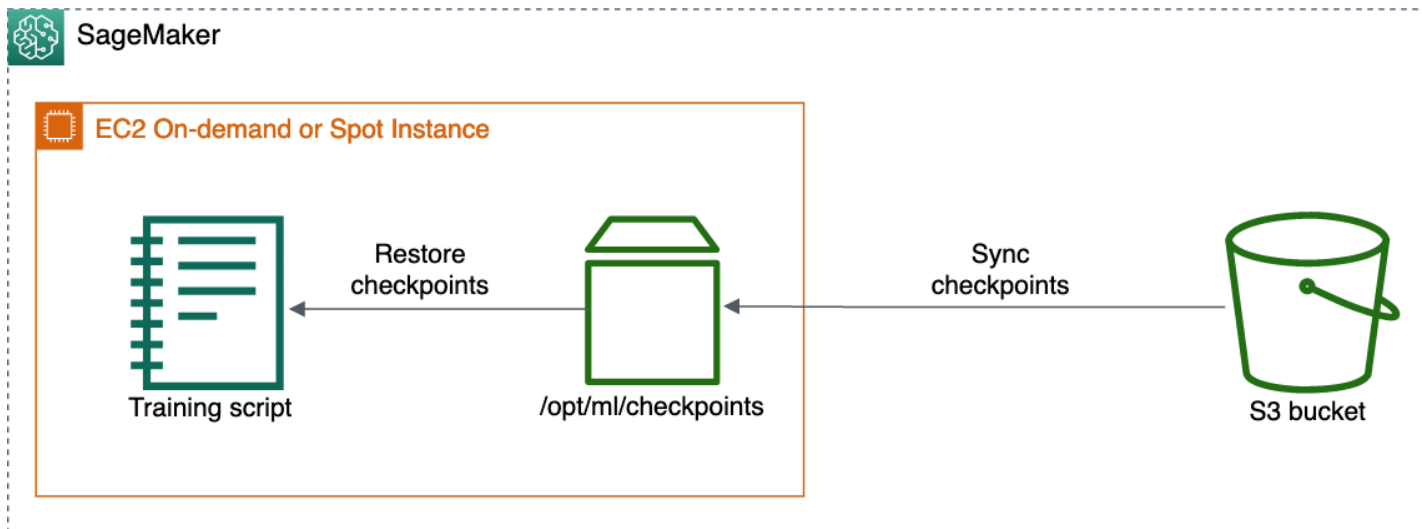 SageMaker
EC2 On-demand or Spot Instance
Restore
checkpoints
Sync
checkpoints
Training script
/opt/ml/checkpoints
S3 bucket